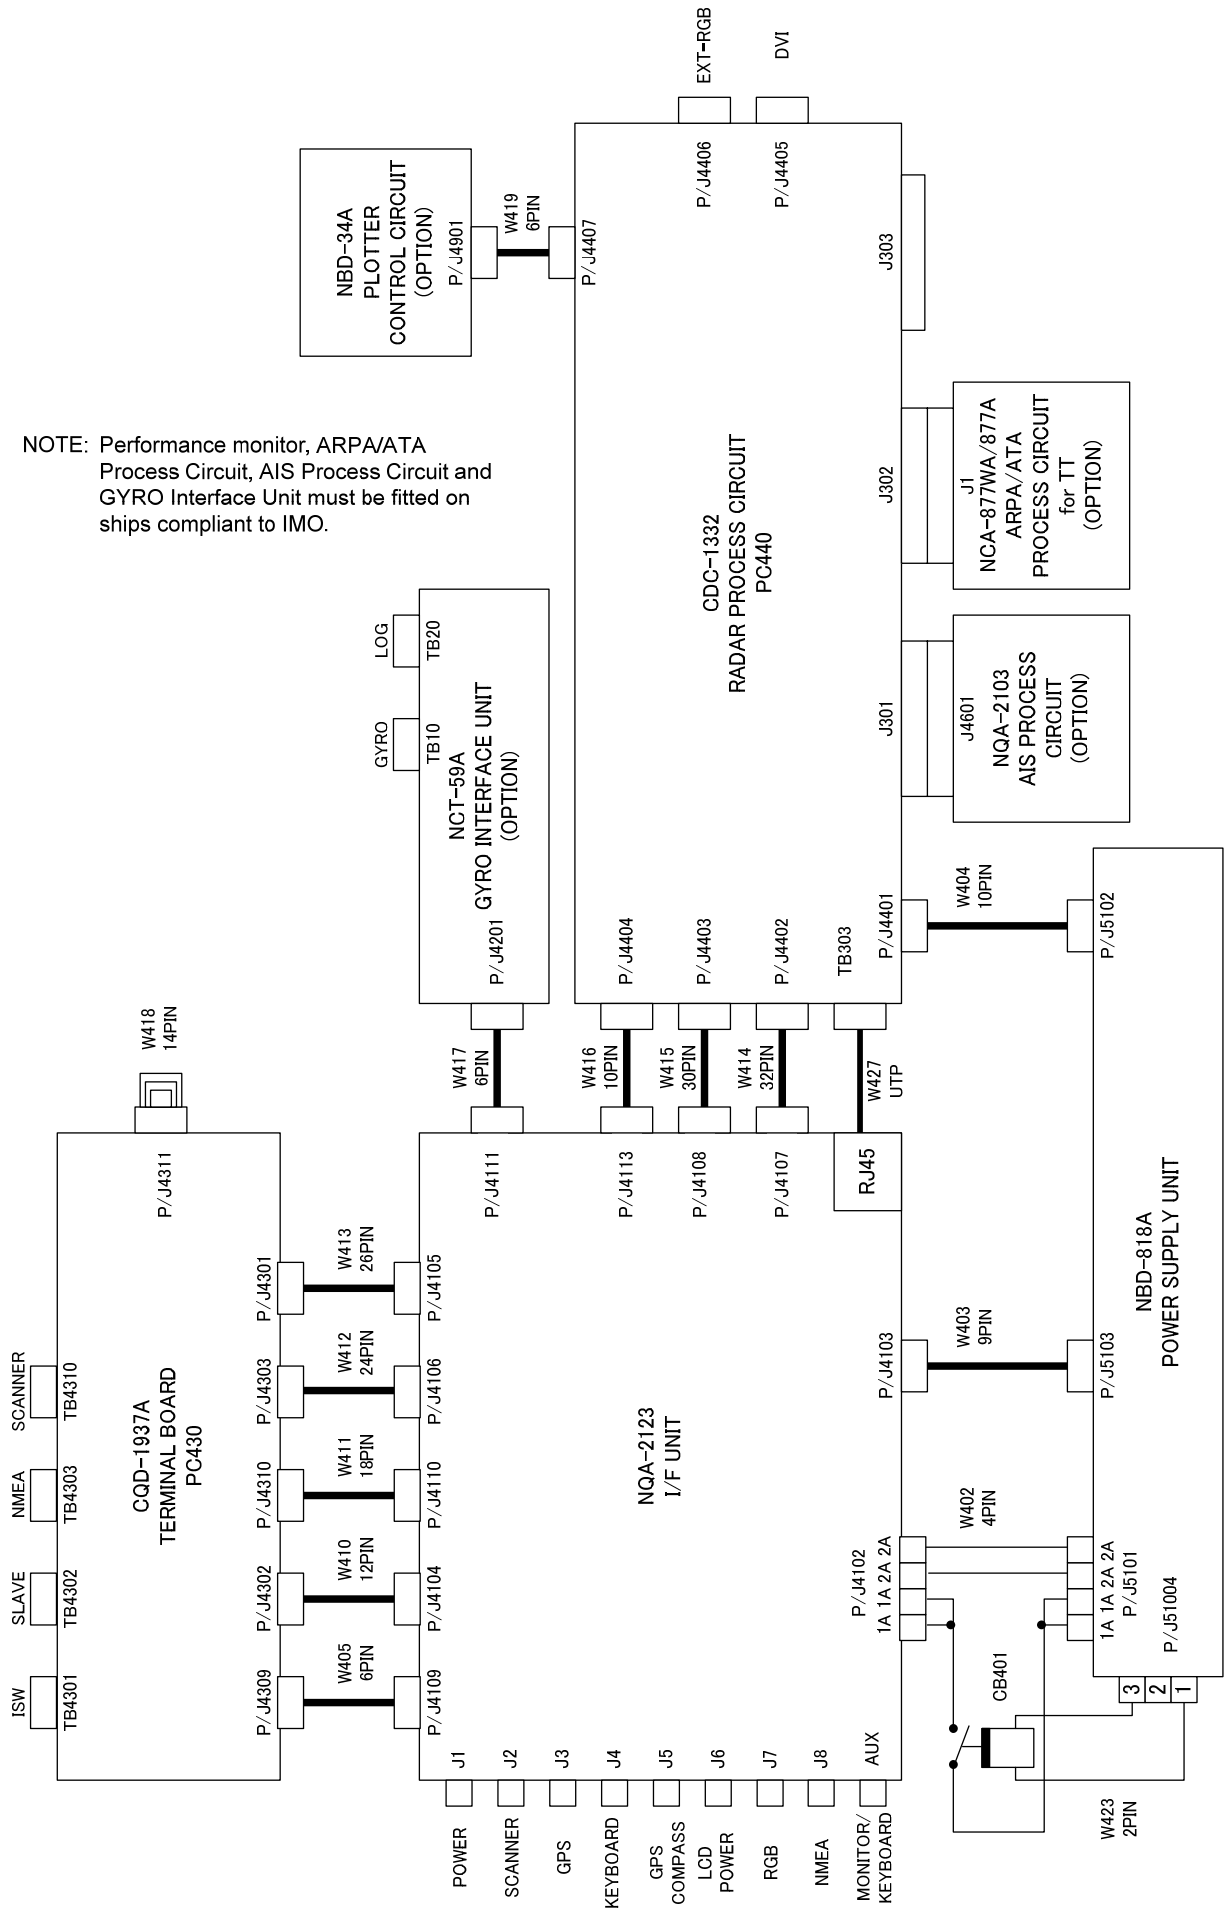 NOTE: Performance monitor, ARPA/ATA
Process Circuit, AIS Process Circuit and
GYRO Interface Unit must be fitted on
ships compliant to IMO.
ISW
TB4301
SLAVE
TB4302
NMEA
TB4303
SCANNER
TB4310
CQD-1937A
TERMINAL BOARD
PC430
P/J4311
W418
14PIN
P/J4309
P/J4302
P/J4310
P/J4303
P/J4301
W405
6PIN
W410
12PIN
W411
18PIN
W412
24PIN
W413
26PIN
P/J4109
P/J4104
P/J4110
P/J4106
P/J4105
NQA-2123
I/F UNIT
POWER
J1
SCANNER
J2
GPS
J3
KEYBOARD
J4
GPS
COMPASS
J5
LCD
POWER
J6
RGB
J7
NMEA
J8
MONITOR/
KEYBOARD
AUX
P/J4111
P/J4113
P/J4108
P/J4107
RJ45
W417
6PIN
W416
10PIN
W415
30PIN
W414
32PIN
W427
UTP
P/J4201
NCT-59A
GYRO INTERFACE UNIT
(OPTION)
GYRO
TB10
LOG
TB20
P/J4404
P/J4403
P/J4402
TB303
CDC-1332
RADAR PROCESS CIRCUIT
PC440
NBD-34A
PLOTTER
CONTROL CIRCUIT
(OPTION)
P/J4901
W419
6PIN
P/J4407
P/J4406
EXT-RGB
P/J4405
DVI
P/J4401
J301
J302
J303
J4601
NQA-2103
AIS PROCESS
CIRCUIT
(OPTION)
J1
NCA-877WA/877A
ARPA/ATA
PROCESS CIRCUIT
for TT
(OPTION)
W404
10PIN
P/J5102
P/J4103
W403
9PIN
P/J5103
P/J4102
1A 1A 2A 2A
W402
4PIN
1A 1A 2A 2A
P/J5101
P/J51004
NBD-818A
POWER SUPPLY UNIT
CB401
3
2
1
W423
2PIN